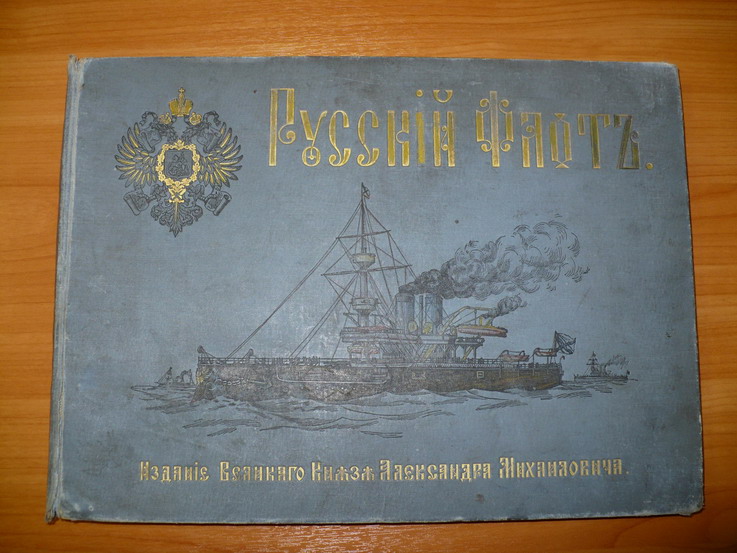 Русскій Флотъ.
Изданіе Великаго Князя Александра Михаиловича.